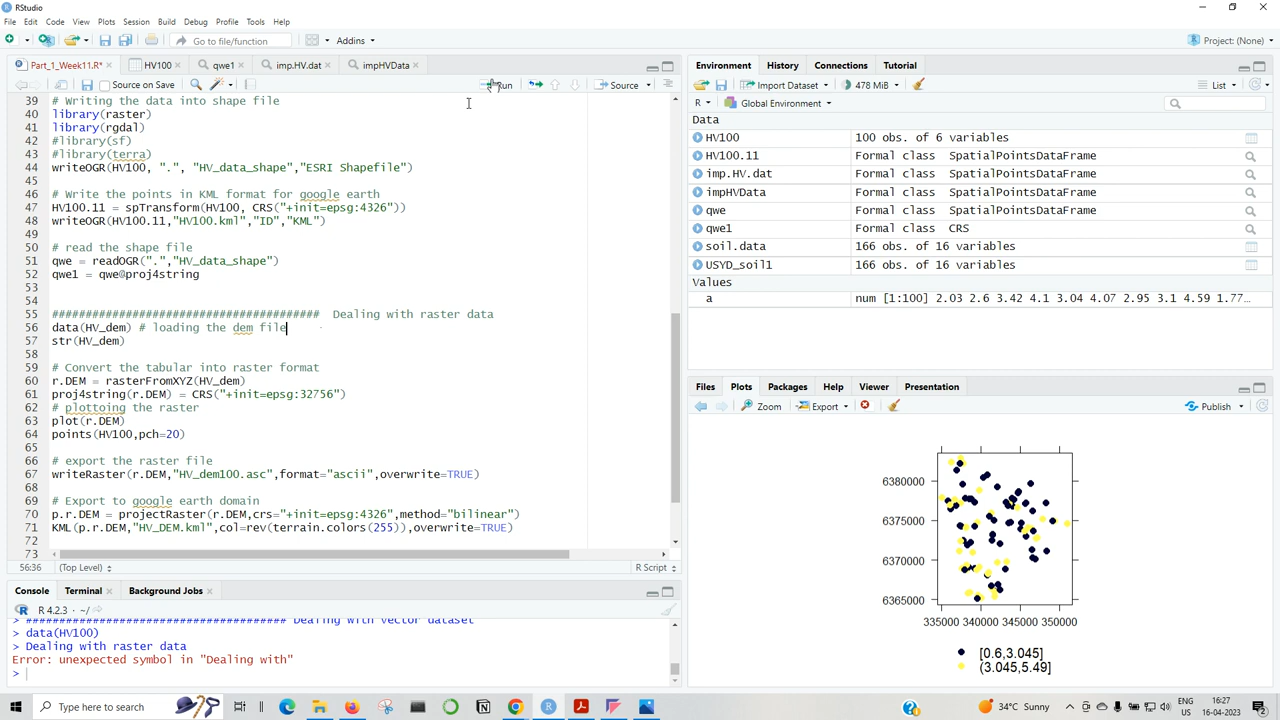 RStudio
File Edit Code View Plots Session Build Debug Profile Tools Help
Go to file/function Addins Project: (None)
Part_1_Week11.R* HV100 qwe1 imp.HV.dat impHVData
Source on Save Run Source
39 # Writing the data into shape file
40 library(raster)
41 library(rgdal)
42 #library(sf)
43 #library(terra)
44 writeOGR(HV100, ".", "HV_data_shape","ESRI Shapefile")
45
46 # Write the points in KML format for google earth
47 HV100.11 = spTransform(HV100, CRS("+init=epsg:4326"))
48 writeOGR(HV100.11,"HV100.kml","ID","KML")
49
50 # read the shape file
51 qwe = readOGR(".","HV_data_shape")
52 qwe1 = qwe@proj4string
53
54
55 ######################################## Dealing with raster data
56 data(HV_dem) # loading the dem file
57 str(HV_dem)
58
59 # Convert the tabular into raster format
60 r.DEM = rasterFromXYZ(HV_dem)
61 proj4string(r.DEM) = CRS("+init=epsg:32756")
62 # plottoing the raster
63 plot(r.DEM)
64 points(HV100,pch=20)
65
66 # export the raster file
67 writeRaster(r.DEM,"HV_dem100.asc",format="ascii",overwrite=TRUE)
68
69 # Export to google earth domain
70 p.r.DEM = projectRaster(r.DEM,crs="+init=epsg:4326",method="bilinear")
71 KML(p.r.DEM,"HV_DEM.kml",col=rev(terrain.colors(255)),overwrite=TRUE)
72
73
56:36 (Top Level) R Script
Console Terminal Background Jobs
R 4.2.3 · ~/
> ####################################### Dealing with vector dataset
> data(HV100)
> Dealing with raster data
Error: unexpected symbol in "Dealing with"
>
Environment History Connections Tutorial
Import Dataset 478 MiB List
R Global Environment
Data
HV100 100 obs. of 6 variables
HV100.11 Formal class SpatialPointsDataFrame
imp.HV.dat Formal class SpatialPointsDataFrame
impHVData Formal class SpatialPointsDataFrame
qwe Formal class SpatialPointsDataFrame
qwe1 Formal class CRS
soil.data 166 obs. of 16 variables
USYD_soil1 166 obs. of 16 variables
Values
a num [1:100] 2.03 2.6 3.42 4.1 3.04 4.07 2.95 3.1 4.59 1.77...
Files Plots Packages Help Viewer Presentation
Zoom Export Publish
6380000
6375000
6370000
6365000
335000 340000 345000 350000
[0.6,3.045]
(3.045,5.49]
Type here to search
34°C Sunny
ENG
US
16:27
16-04-2023